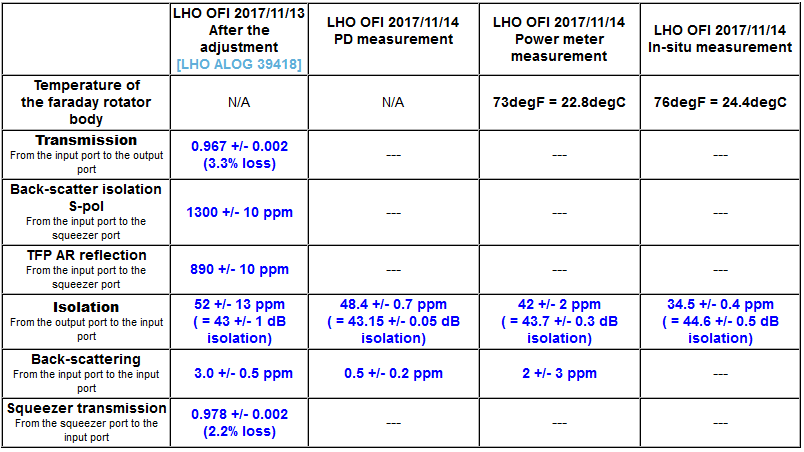 LHO OFI 2017/11/13
After the
adjustment
[LHO ALOG 39418]
LHO OFI 2017/11/14
PD measurement
LHO OFI 2017/11/14
Power meter
measurement
LHO OFI 2017/11/14
In-situ measurement
Temperature of
the faraday rotator
body
N/A
N/A
73degF = 22.8degC
76degF = 24.4degC
Transmission
From the input port to the output
port
0.967 +/- 0.002
(3.3% loss)
---
---
---
Back-scatter isolation
S-pol
From the input port to the
squeezer port
1300 +/- 10 ppm
---
---
---
TFP AR reflection
From the input port to the
squeezer port
890 +/- 10 ppm
---
---
---
Isolation
From the output port to the input
port
52 +/- 13 ppm
( = 43 +/- 1 dB
isolation)
48.4 +/- 0.7 ppm
( = 43.15 +/- 0.05 dB
isolation)
42 +/- 2 ppm
( = 43.7 +/- 0.3 dB
isolation)
34.5 +/- 0.4 ppm
( = 44.6 +/- 0.5 dB
isolation)
Back-scattering
From the input port to the input
port
3.0 +/- 0.5 ppm
0.5 +/- 0.2 ppm
2 +/- 3 ppm
---
Squeezer transmission
From the squeezer port to the
input port
0.978 +/- 0.002
(2.2% loss)
---
---
---